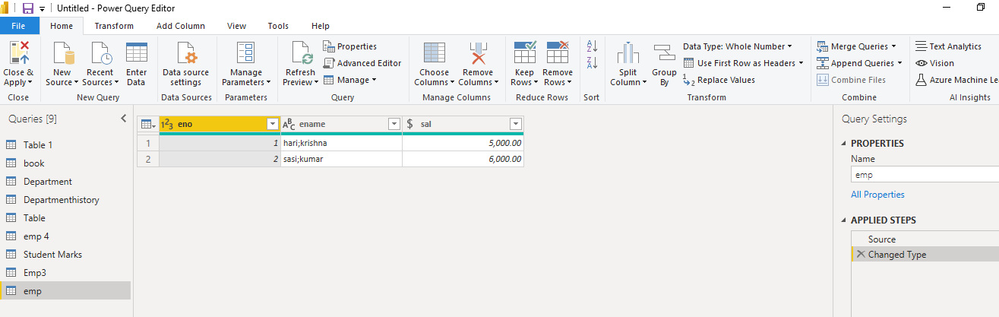 Untitled - Power Query Editor
File Home Transform Add Column View Tools Help
Close & Apply
Close
New Source
Recent Sources
Enter Data
New Query
Data source settings
Data Sources
Manage Parameters
Parameters
Refresh Preview
Properties
Advanced Editor
Manage
Query
Choose Columns
Remove Columns
Manage Columns
Keep Rows
Remove Rows
Reduce Rows
A
Z
Z
A
Sort
Split Column
Group By
Data Type: Whole Number
Use First Row as Headers
1 2 Replace Values
Transform
Merge Queries
Append Queries
Combine Files
Combine
Text Analytics
Vision
Azure Machine Le
AI Insights
Queries [9]
Table 1
book
Department
Departmenthistory
Table
emp 4
Student Marks
Emp3
emp
123 eno ABC ename $ sal
1 1 hari;krishna 5,000.00
2 2 sasi;kumar 6,000.00
Query Settings
PROPERTIES
Name
emp
All Properties
APPLIED STEPS
Source
Changed Type